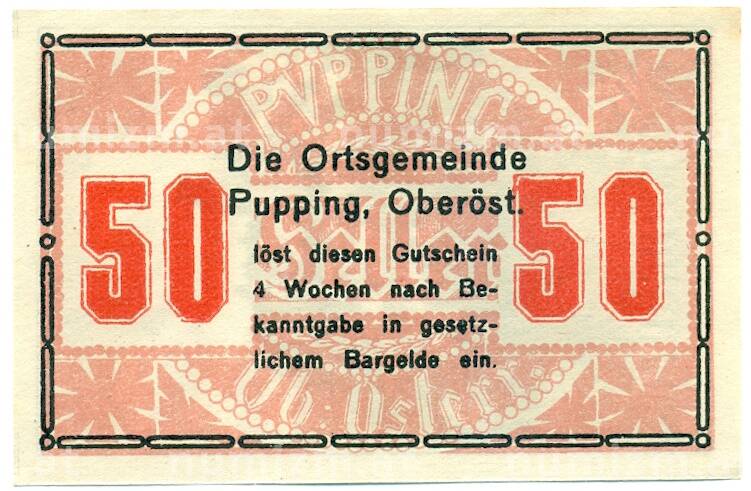 PVPPING
Die Ortsgemeinde
Pupping, Oberöst.
50 Heller 50
löst diesen Gutschein
4 Wochen nach Be-
kanntgabe in gesetz-
lichem Bargelde ein.
Ob. Österr.